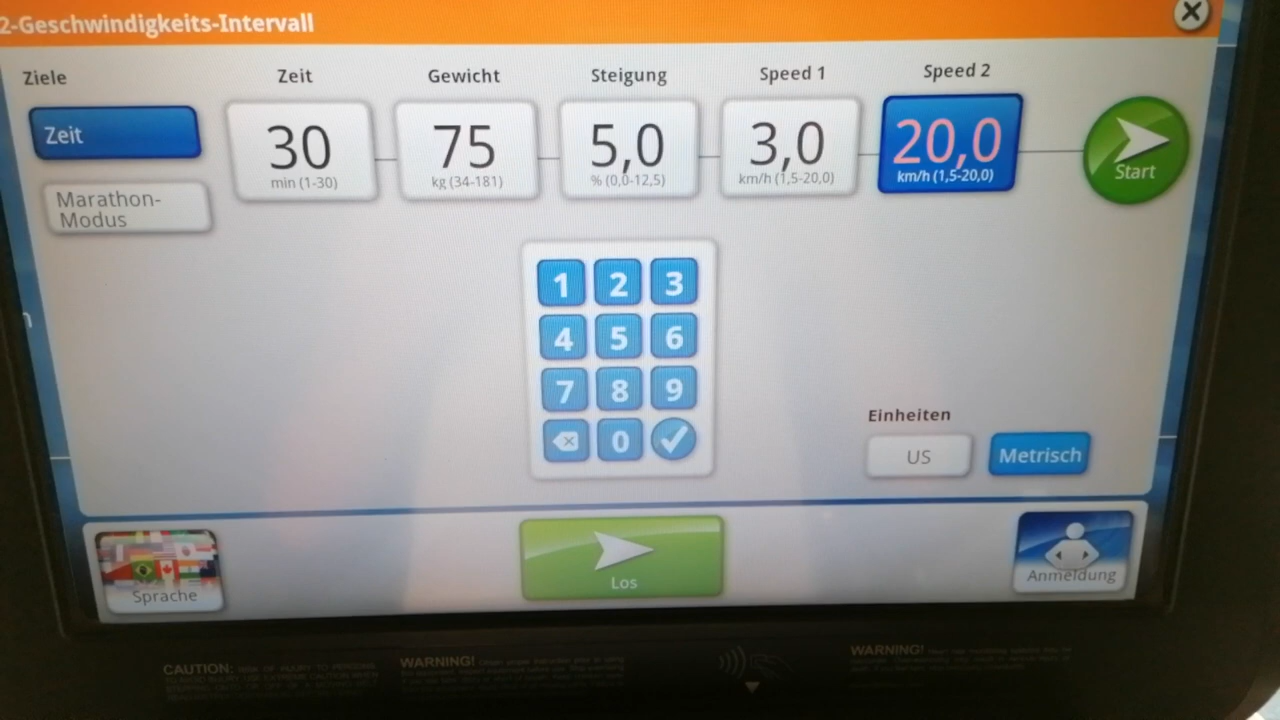 2-Geschwindigkeits-Intervall
Ziele
Zeit
Gewicht
Steigung
Speed 1
Speed 2
Zeit
30
min (1-30)
75
kg (34-181)
5,0
% (0,0-12,5)
3,0
km/h (1,5-20,0)
20,0
km/h (1,5-20,0)
Start
Marathon-
Modus
1 2 3
4 5 6
7 8 9
0
Einheiten
US
Metrisch
Sprache
Los
Anmeldung
CAUTION:
WARNING!
WARNING!